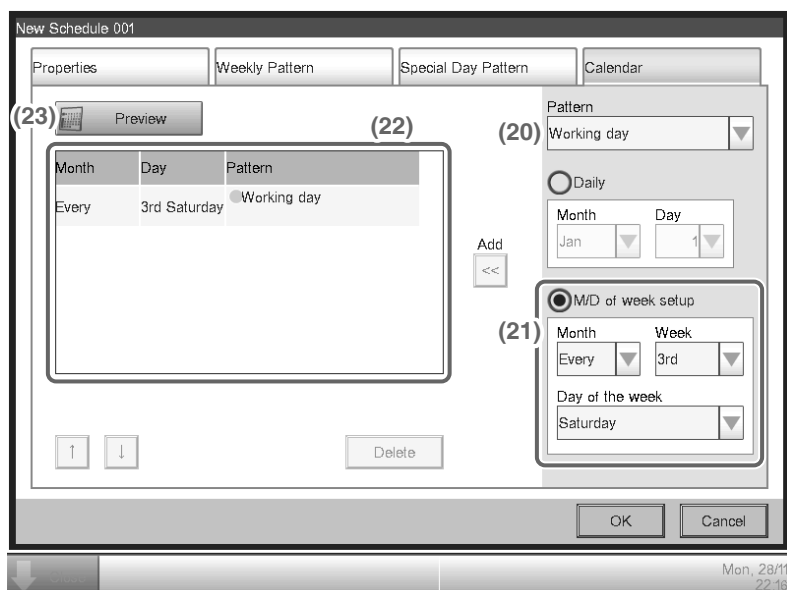 New Schedule 001
Properties
Weekly Pattern
Special Day Pattern
Calendar
(23)
Preview
(22)
(20)
Pattern
Working day
Month Day Pattern
Every 3rd Saturday Working day
Daily
Month Day
Jan 1
Add
<<
(21)
M/D of week setup
Month Week
Every 3rd
Day of the week
Saturday
↑ ↓
Delete
OK Cancel
Mon, 28/11
22:16